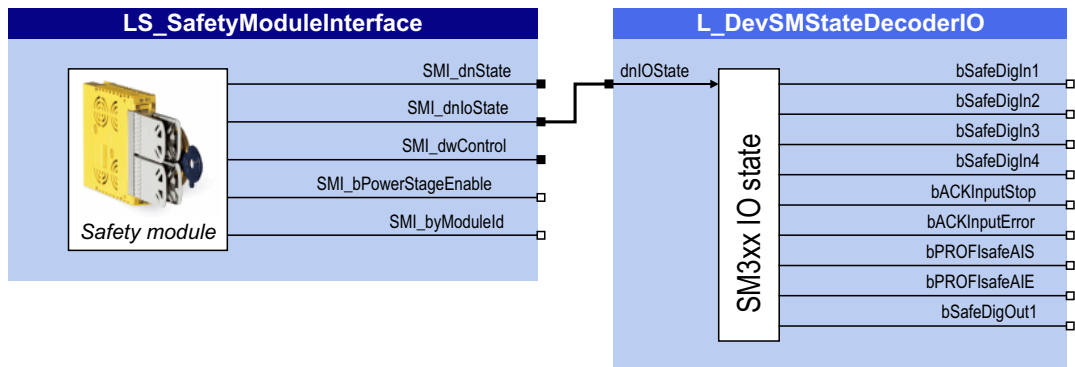 LS_SafetyModuleInterface
SMI_dnState
SMI_dnIoState
SMI_dwControl
SMI_bPowerStageEnable
SMI_byModuleId
Safety module
L_DevSMStateDecoderIO
dnIOState
SM3xx IO state
bSafeDigIn1
bSafeDigIn2
bSafeDigIn3
bSafeDigIn4
bACKInputStop
bACKInputError
bPROFIsafeAIS
bPROFIsafeAIE
bSafeDigOut1